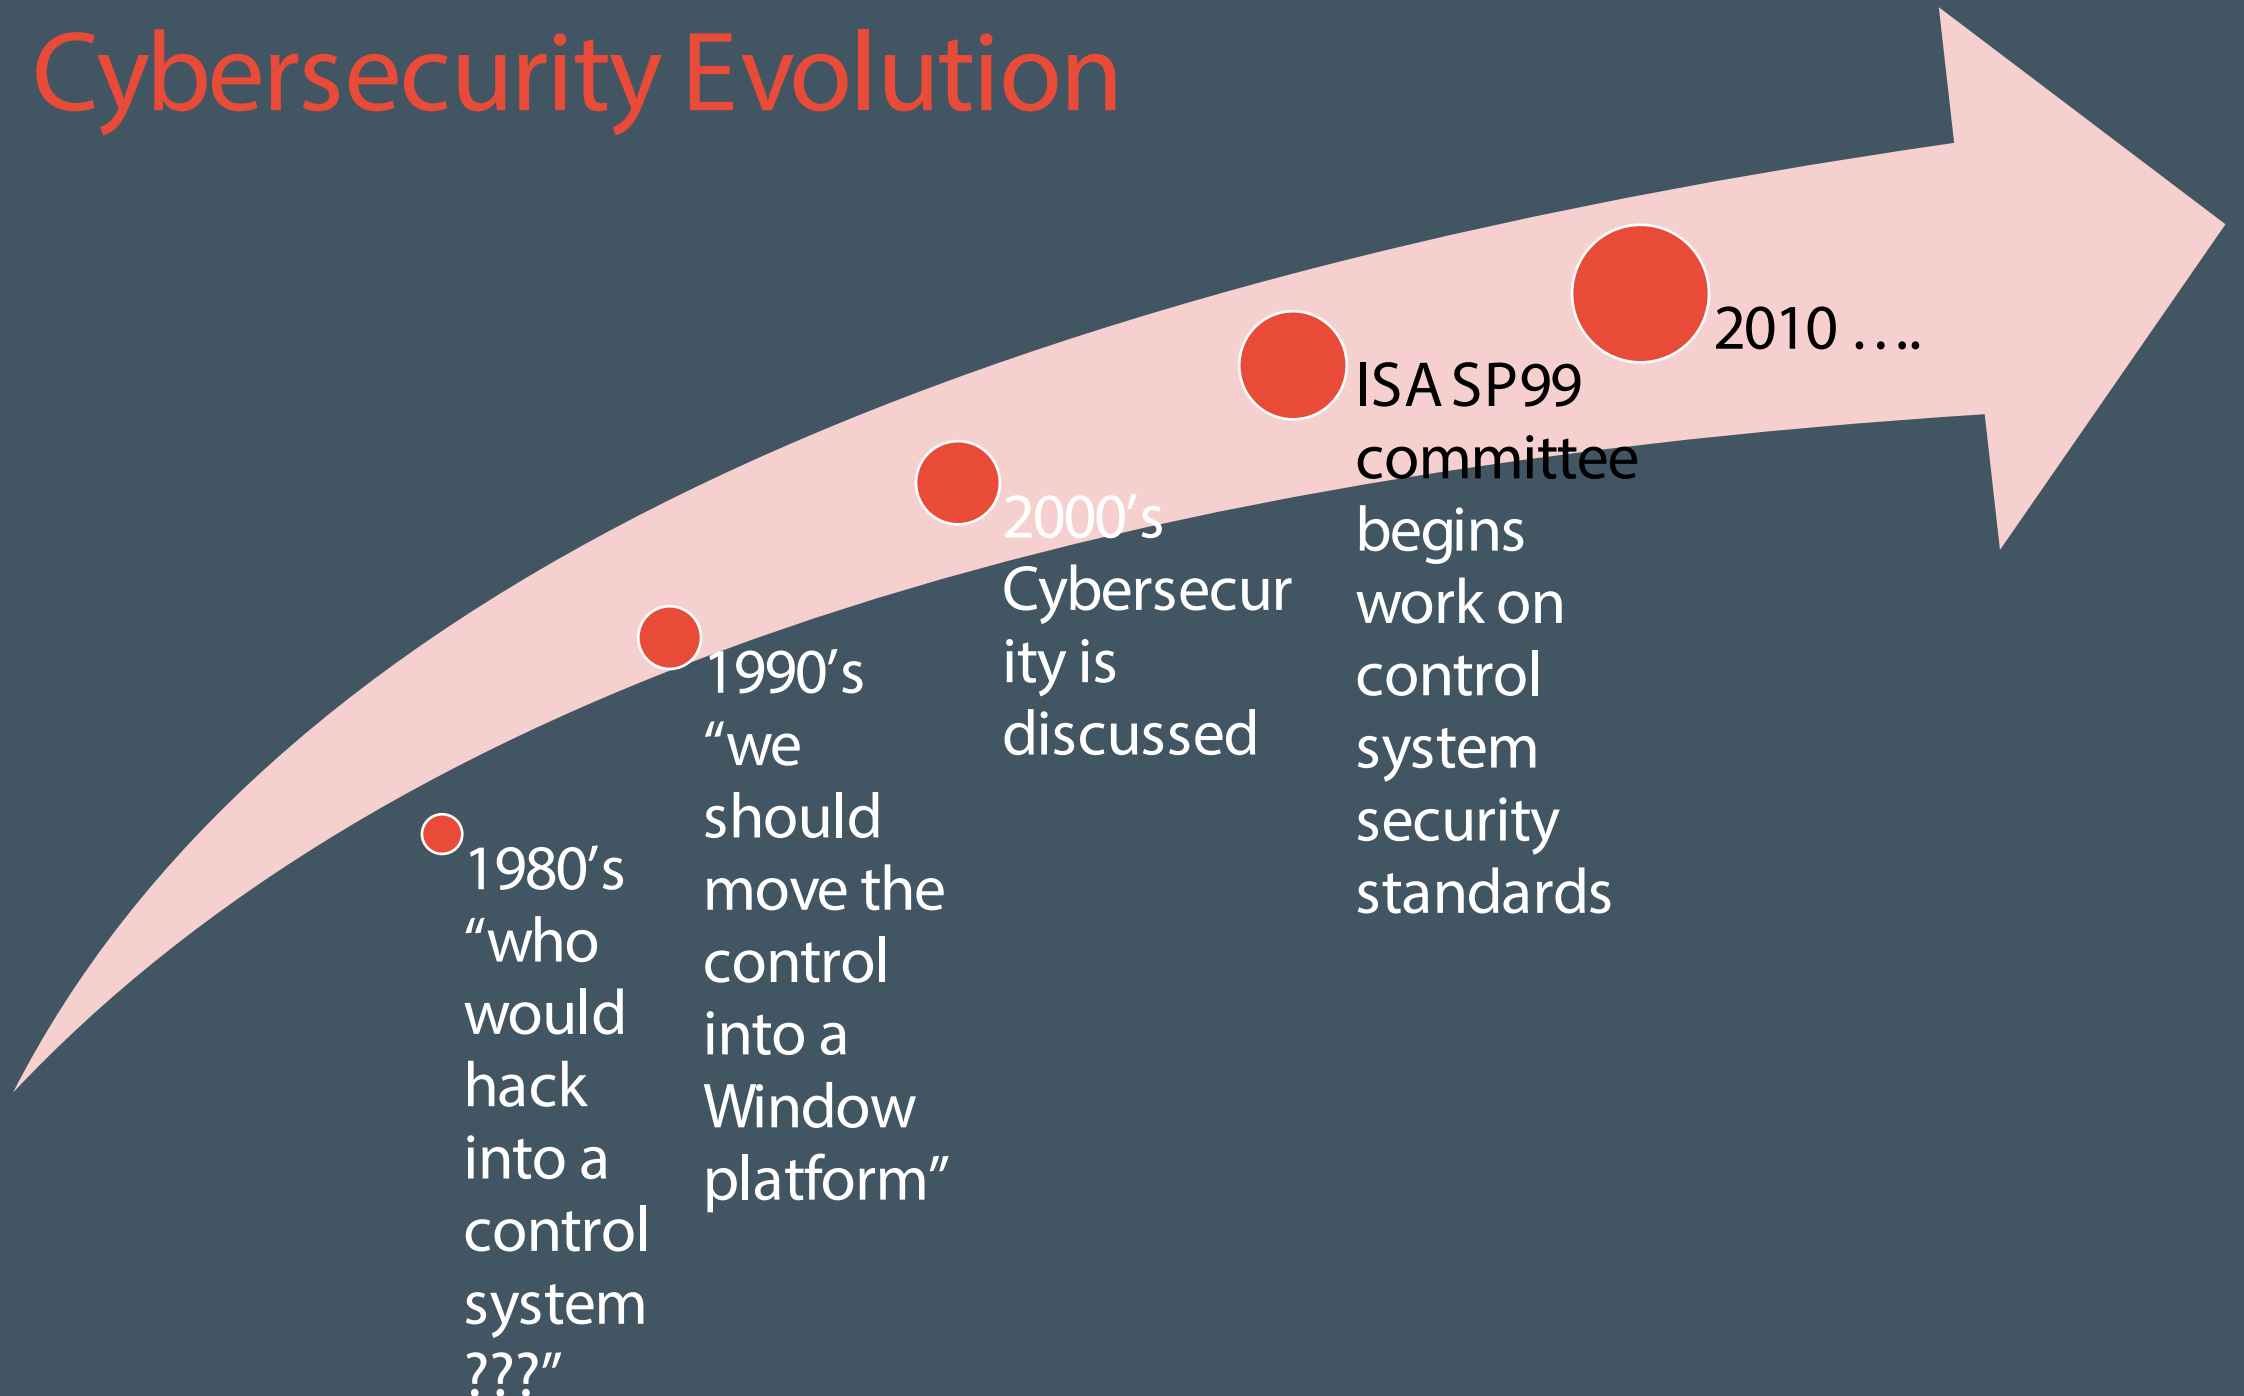 Cybersecurity Evolution
1980’s
“who
would
hack
into a
control
system
???”
1990’s
“we
should
move the
control
into a
Window
platform”
2000’s
Cybersecur
ity is
discussed
ISA SP99
committee
begins
work on
control
system
security
standards
2010 ….